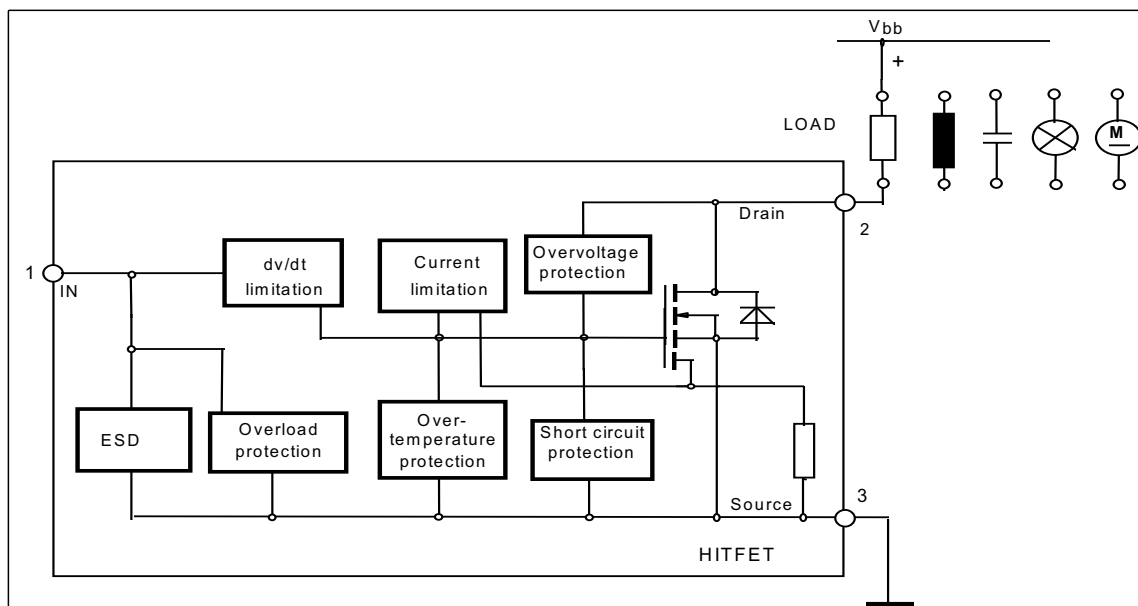 Vbb
+
LOAD
M
Drain
2
1
IN
dv/dt
limitation
Current
limitation
Overvoltage
protection
ESD
Overload
protection
Over-
temperature
protection
Short circuit
protection
Source
3
HITFET